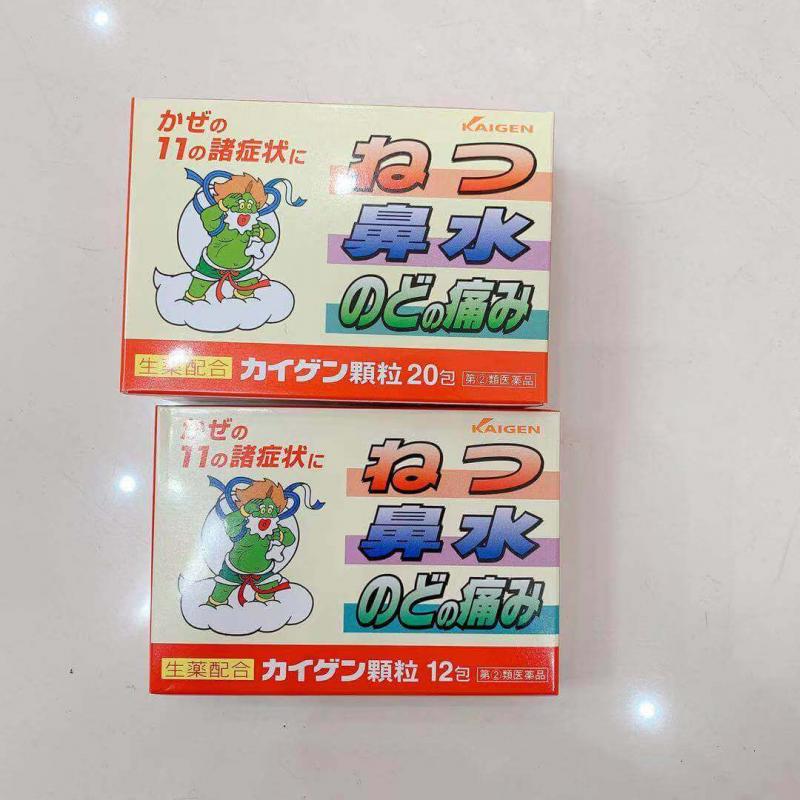 KAIGEN
かぜの
11の諸症状に
ねつ
鼻水
のどの痛み
生薬配合 カイゲン顆粒 20包 指②類医薬品
KAIGEN
かぜの
11の諸症状に
ねつ
鼻水
のどの痛み
生薬配合 カイゲン顆粒 12包 指②類医薬品